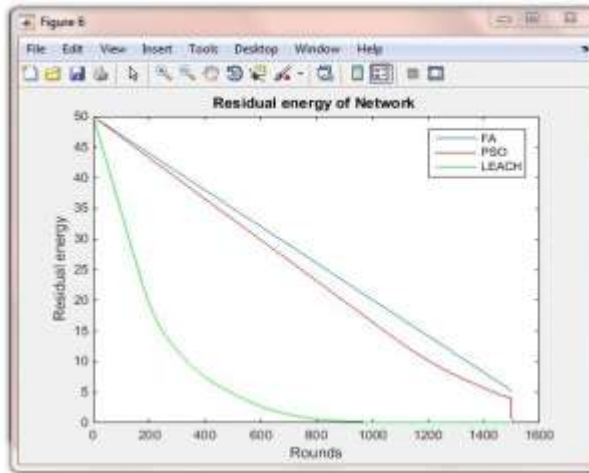 Figure 6
File Edit View Insert Tools Desktop Window Help
Residual energy of Network
FA
PSO
LEACH
Residual energy
50
45
40
35
30
25
20
15
10
5
0
0 200 400 600 800 1000 1200 1400 1600
Rounds